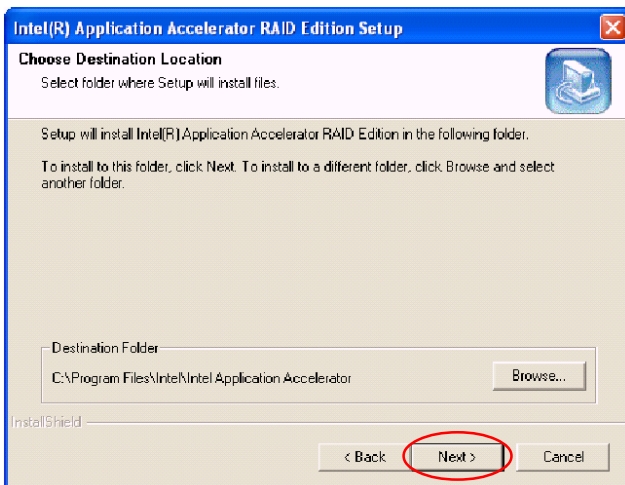 Intel(R) Application Accelerator RAID Edition Setup
Choose Destination Location
Select folder where Setup will install files.
Setup will install Intel(R) Application Accelerator RAID Edition in the following folder.
To install to this folder, click Next. To install to a different folder, click Browse and select
another folder.
Destination Folder
C:\Program Files\Intel\Intel Application Accelerator
Browse...
InstallShield
< Back
Next >
Cancel